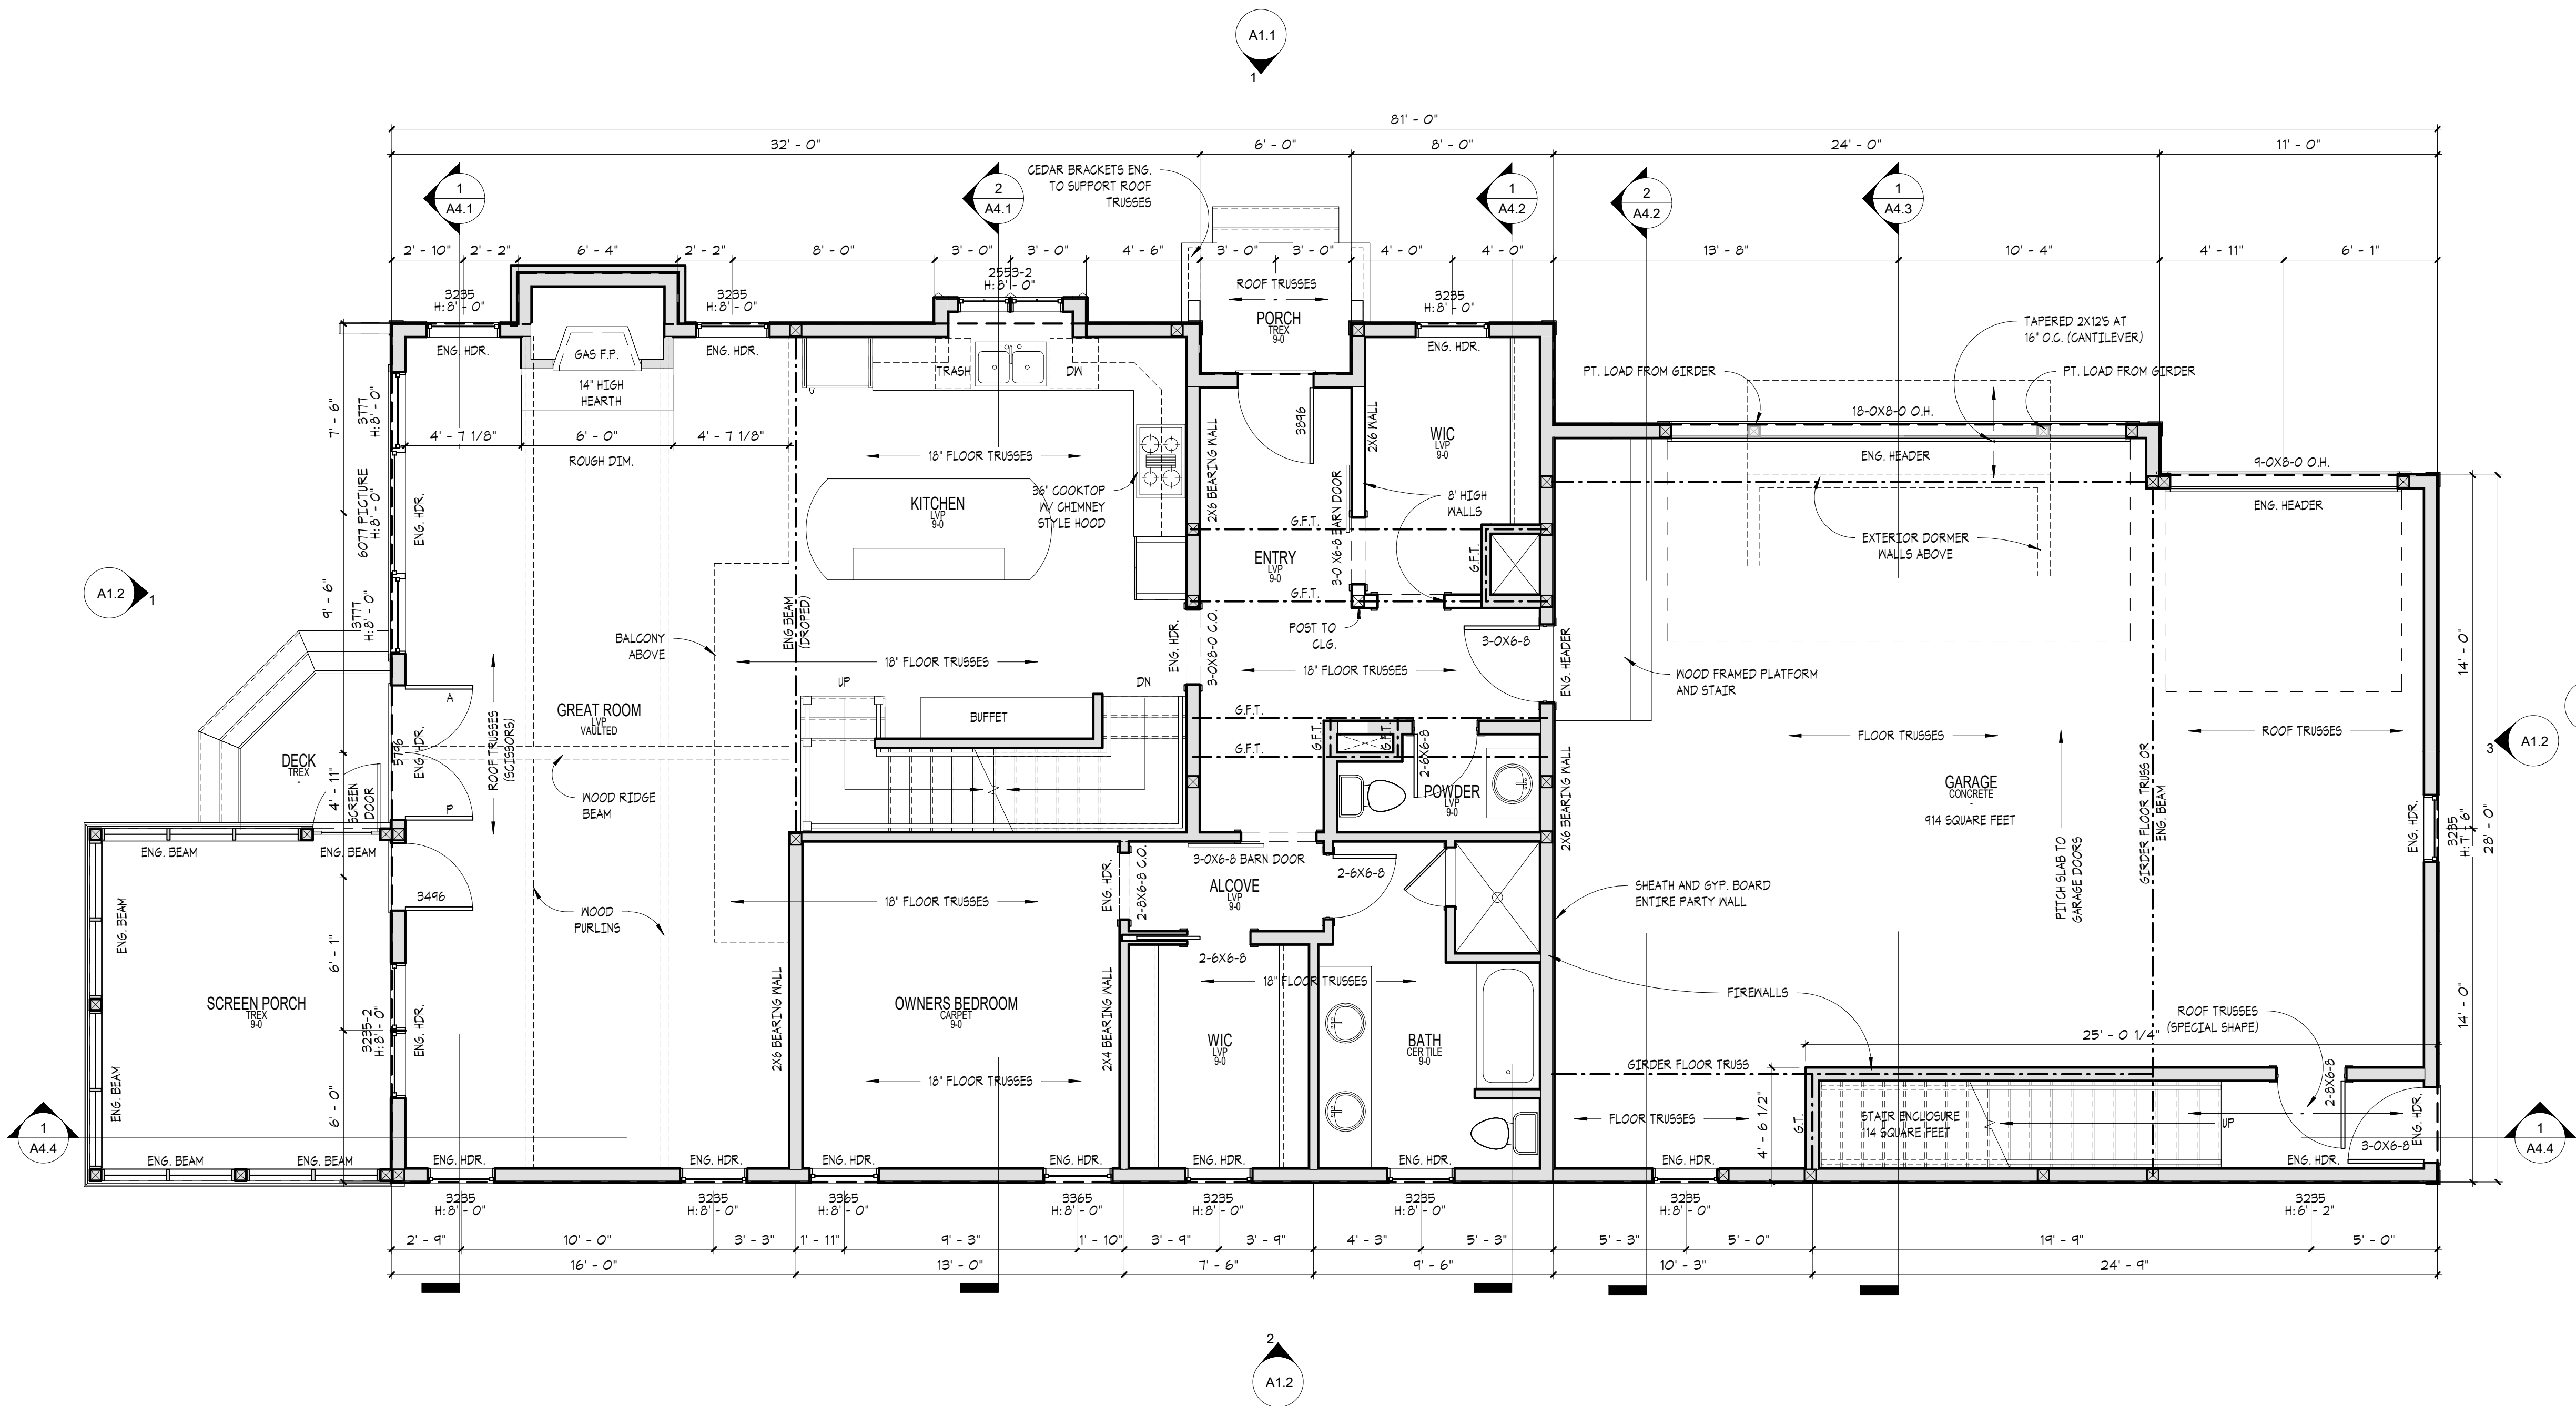 A1.1
1
81' - 0"
32' - 0"
6' - 0"
8' - 0"
24' - 0"
11' - 0"
CEDAR BRACKETS ENG.
TO SUPPORT ROOF
TRUSSES
1
A4.1
2
A4.1
1
A4.2
2
A4.2
1
A4.3
2' - 10"
2' - 2"
6' - 4"
2' - 2"
8' - 0"
3' - 0"
3' - 0"
4' - 6"
3' - 0"
3' - 0"
4' - 0"
4' - 0"
13' - 8"
10' - 4"
4' - 11"
6' - 1"
3235
H:8' - 0"
3235
H:8' - 0"
2553-2
H:8' - 0"
3235
H:8' - 0"
ROOF TRUSSES
-
PORCH
TREX
9-0
ENG. HDR.
GAS F.P.
ENG. HDR.
ENG. HDR.
14" HIGH
HEARTH
TRASH
DW
TAPERED 2X12'S AT
16" O.C. (CANTILEVER)
PT. LOAD FROM GIRDER
PT. LOAD FROM GIRDER
18-0X8-0 O.H.
ENG. HEADER
9-0X8-0 O.H.
ENG. HEADER
7' - 6"
3777
H:8' - 0"
4' - 7 1/8"
6' - 0"
4' - 7 1/8"
ROUGH DIM.
18" FLOOR TRUSSES
3896
2X6 WALL
2X6 BEARING WALL
WIC
LVP
9-0
6077 PICTURE
H:8' - 0"
ENG. HDR.
KITCHEN
LVP
9-0
36" COOKTOP
W/ CHIMNEY
STYLE HOOD
3-0 X6-8 BARN DOOR
8' HIGH
WALLS
G.F.T.
G.F.T.
ENTRY
LVP
9-0
G.F.T.
EXTERIOR DORMER
WALLS ABOVE
A1.2
1
9' - 6"
3777
H:8' - 0"
BALCONY
ABOVE
ENG BEAM
(DROPED)
ENG. HDR.
3-0X8-0 C.O.
POST TO
CLG.
3-0X6-8
ENG. HEADER
18" FLOOR TRUSSES
18" FLOOR TRUSSES
WOOD FRAMED PLATFORM
AND STAIR
14' - 0"
UP
DN
A
GREAT ROOM
LVP
VAULTED
BUFFET
G.F.T.
G.F.T.
G.F.T.
G.F.T.
ROOF TRUSSES
(SCISSORS)
5796
ENG. HDR.
DECK
TREX
-
FLOOR TRUSSES
ROOF TRUSSES
3
A1.2
4' - 11"
SCREEN
DOOR
P
WOOD RIDGE
BEAM
2-6X6-8
POWDER
LVP
9-0
2X6 BEARING WALL
GARAGE
CONCRETE
-
914 SQUARE FEET
GIRDER FLOOR TRUSS OR
ENG. BEAM
PITCH SLAB TO
GARAGE DOORS
ENG. HDR.
3235
H:7' - 6"
28' - 0"
ENG. BEAM
ENG. BEAM
3496
ENG. BEAM
WOOD
PURLINS
18" FLOOR TRUSSES
ENG. HDR.
2-8X6-8 C.O.
3-0X6-8 BARN DOOR
ALCOVE
LVP
9-0
2-6X6-8
SHEATH AND GYP. BOARD
ENTIRE PARTY WALL
6' - 1"
2-6X6-8
18" FLOOR TRUSSES
FIREWALLS
SCREEN PORCH
TREX
9-0
3235-2
H:8' - 0"
ENG. HDR.
2X6 BEARING WALL
OWNERS BEDROOM
CARPET
9-0
2X4 BEARING WALL
WIC
LVP
9-0
BATH
CER TILE
9-0
ROOF TRUSSES
(SPECIAL SHAPE)
25' - 0 1/4"
14' - 0"
18" FLOOR TRUSSES
GIRDER FLOOR TRUSS
ENG. BEAM
6' - 0"
FLOOR TRUSSES
4' - 6 1/2"
G.T.
STAIR ENCLOSURE
114 SQUARE FEET
-
UP
2-8X6-8
ENG. HDR.
3-0X6-8
1
A4.4
1
A4.4
ENG. BEAM
ENG. BEAM
ENG. HDR.
ENG. HDR.
ENG. HDR.
ENG. HDR.
ENG. HDR.
ENG. HDR.
ENG. HDR.
ENG. HDR.
3235
H:8' - 0"
3235
H:8' - 0"
3365
H:8' - 0"
3365
H:8' - 0"
3235
H:8' - 0"
3235
H:8' - 0"
3235
H:8' - 0"
3235
H:6' - 2"
2' - 9"
10' - 0"
3' - 3"
1' - 11"
9' - 3"
1' - 10"
3' - 9"
3' - 9"
4' - 3"
5' - 3"
5' - 3"
5' - 0"
19' - 9"
5' - 0"
16' - 0"
13' - 0"
7' - 6"
9' - 6"
10' - 3"
24' - 9"
2
A1.2